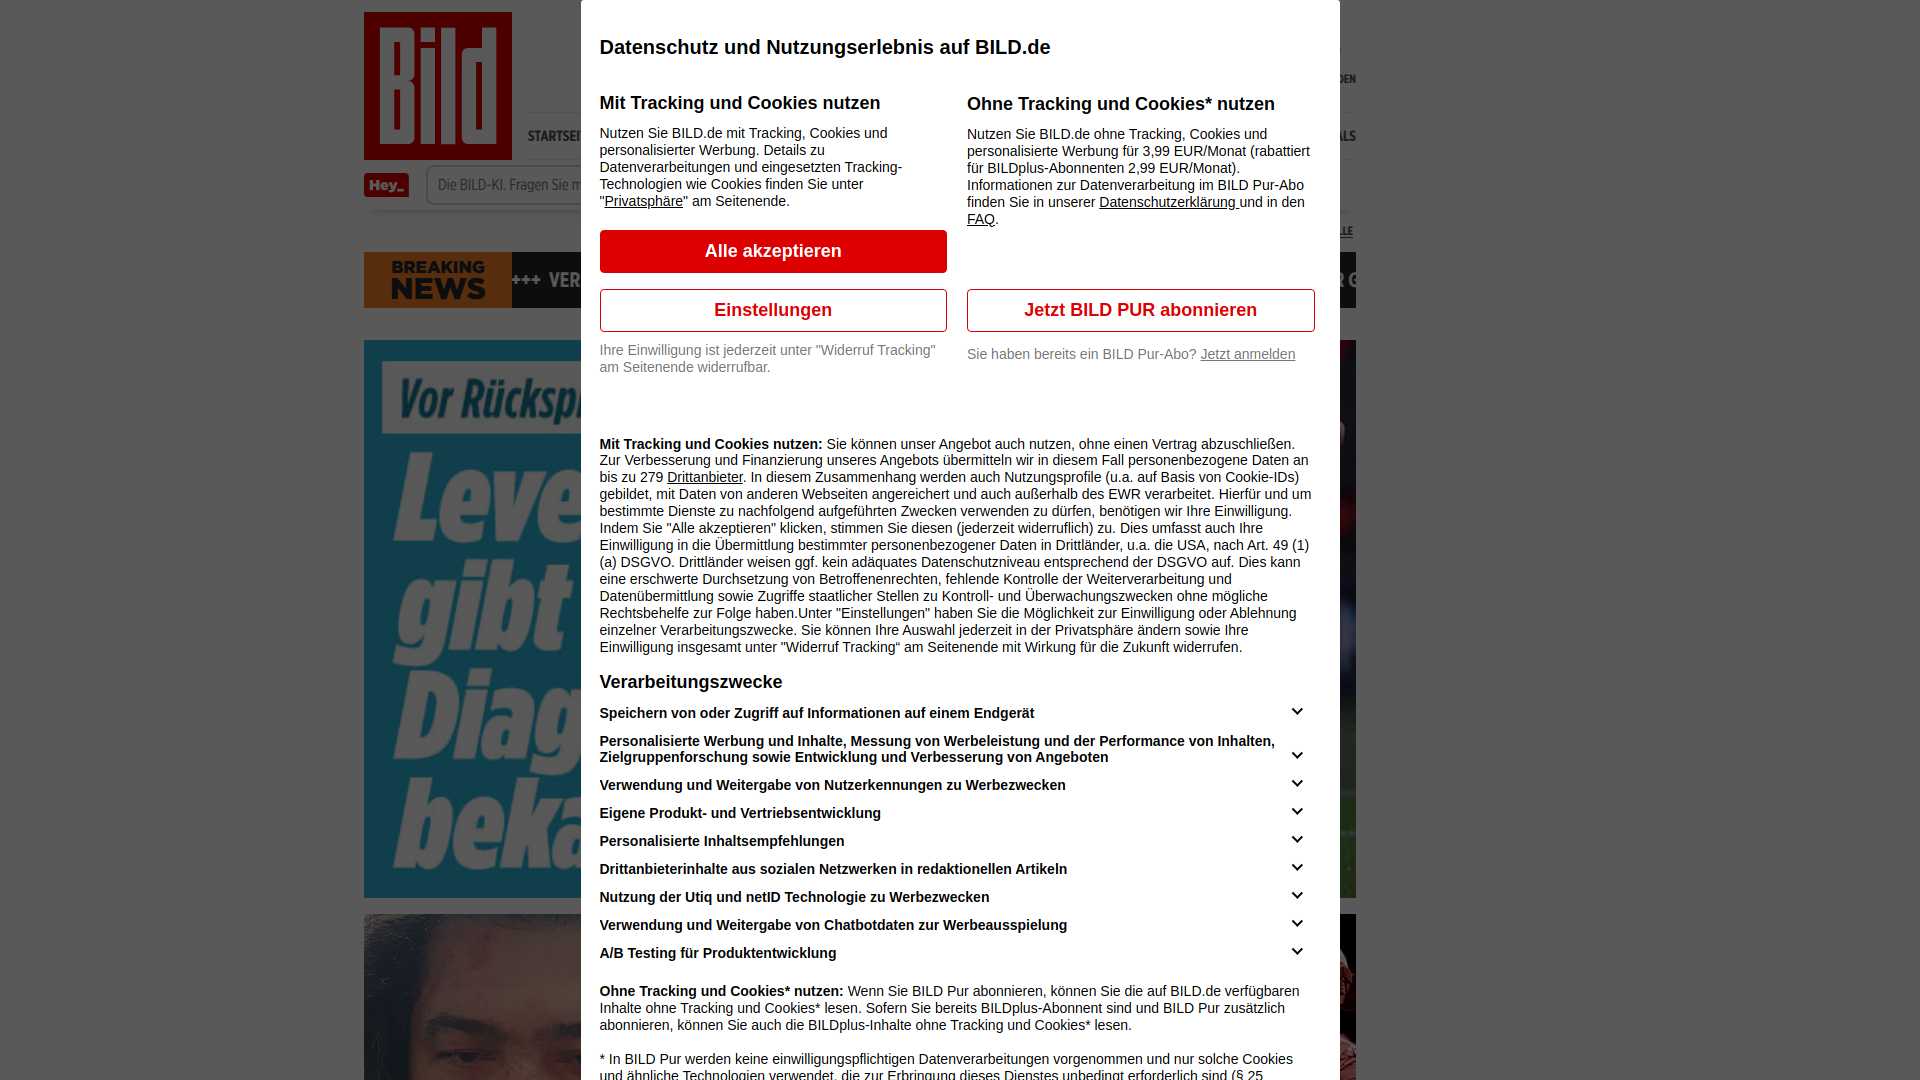 Bild
STARTSEI
ALS
Hey_
Die BILD-KI. Fragen Sie m
BREAKING
NEWS
+++ VER
R G
Vor Rückspi
Leve
gibt
Diag
beka
Datenschutz und Nutzungserlebnis auf BILD.de
Mit Tracking und Cookies nutzen
Nutzen Sie BILD.de mit Tracking, Cookies und
personalisierter Werbung. Details zu
Datenverarbeitungen und eingesetzten Tracking-
Technologien wie Cookies finden Sie unter
"Privatsphäre" am Seitenende.
Alle akzeptieren
Einstellungen
Ihre Einwilligung ist jederzeit unter "Widerruf Tracking"
am Seitenende widerrufbar.
Ohne Tracking und Cookies* nutzen
Nutzen Sie BILD.de ohne Tracking, Cookies und
personalisierte Werbung für 3,99 EUR/Monat (rabattiert
für BILDplus-Abonnenten 2,99 EUR/Monat).
Informationen zur Datenverarbeitung im BILD Pur-Abo
finden Sie in unserer Datenschutzerklärung und in den
FAQ.
Jetzt BILD PUR abonnieren
Sie haben bereits ein BILD Pur-Abo? Jetzt anmelden
Mit Tracking und Cookies nutzen: Sie können unser Angebot auch nutzen, ohne einen Vertrag abzuschließen.
Zur Verbesserung und Finanzierung unseres Angebots übermitteln wir in diesem Fall personenbezogene Daten an
bis zu 279 Drittanbieter. In diesem Zusammenhang werden auch Nutzungsprofile (u.a. auf Basis von Cookie-IDs)
gebildet, mit Daten von anderen Webseiten angereichert und auch außerhalb des EWR verarbeitet. Hierfür und um
bestimmte Dienste zu nachfolgend aufgeführten Zwecken verwenden zu dürfen, benötigen wir Ihre Einwilligung.
Indem Sie "Alle akzeptieren" klicken, stimmen Sie diesen (jederzeit widerruflich) zu. Dies umfasst auch Ihre
Einwilligung in die Übermittlung bestimmter personenbezogener Daten in Drittländer, u.a. die USA, nach Art. 49 (1)
(a) DSGVO. Drittländer weisen ggf. kein adäquates Datenschutzniveau entsprechend der DSGVO auf. Dies kann
eine erschwerte Durchsetzung von Betroffenenrechten, fehlende Kontrolle der Weiterverarbeitung und
Datenübermittlung sowie Zugriffe staatlicher Stellen zu Kontroll- und Überwachungszwecken ohne mögliche
Rechtsbehelfe zur Folge haben.Unter "Einstellungen" haben Sie die Möglichkeit zur Einwilligung oder Ablehnung
einzelner Verarbeitungszwecke. Sie können Ihre Auswahl jederzeit in der Privatsphäre ändern sowie Ihre
Einwilligung insgesamt unter "Widerruf Tracking“ am Seitenende mit Wirkung für die Zukunft widerrufen.
Verarbeitungszwecke
Speichern von oder Zugriff auf Informationen auf einem Endgerät
Personalisierte Werbung und Inhalte, Messung von Werbeleistung und der Performance von Inhalten,
Zielgruppenforschung sowie Entwicklung und Verbesserung von Angeboten
Verwendung und Weitergabe von Nutzerkennungen zu Werbezwecken
Eigene Produkt- und Vertriebsentwicklung
Personalisierte Inhaltsempfehlungen
Drittanbieterinhalte aus sozialen Netzwerken in redaktionellen Artikeln
Nutzung der Utiq und netID Technologie zu Werbezwecken
Verwendung und Weitergabe von Chatbotdaten zur Werbeausspielung
A/B Testing für Produktentwicklung
Ohne Tracking und Cookies* nutzen: Wenn Sie BILD Pur abonnieren, können Sie die auf BILD.de verfügbaren
Inhalte ohne Tracking und Cookies* lesen. Sofern Sie bereits BILDplus-Abonnent sind und BILD Pur zusätzlich
abonnieren, können Sie auch die BILDplus-Inhalte ohne Tracking und Cookies* lesen.
* In BILD Pur werden keine einwilligungspflichtigen Datenverarbeitungen vorgenommen und nur solche Cookies
und ähnliche Technologien verwendet, die zur Erbringung dieses Dienstes unbedingt erforderlich sind (§ 25